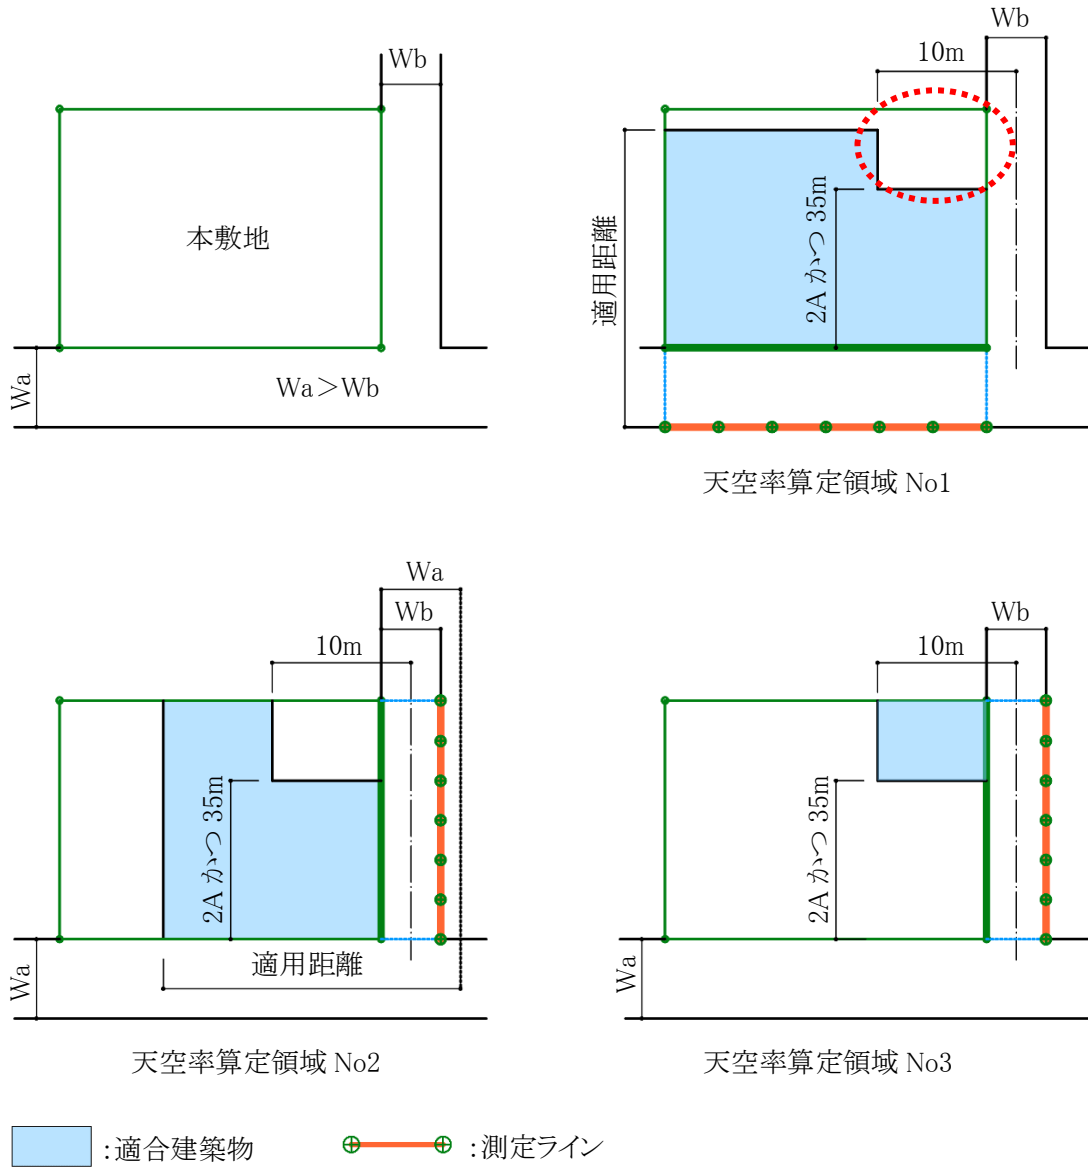 Wb
本敷地
Wa
Wa＞Wb
Wb
10m
2A かつ 35m
適用距離
天空率算定領域 No1
Wa
Wb
10m
2A かつ 35m
適用距離
Wa
天空率算定領域 No2
Wb
10m
2A かつ 35m
Wa
天空率算定領域 No3
:適合建築物
:測定ライン